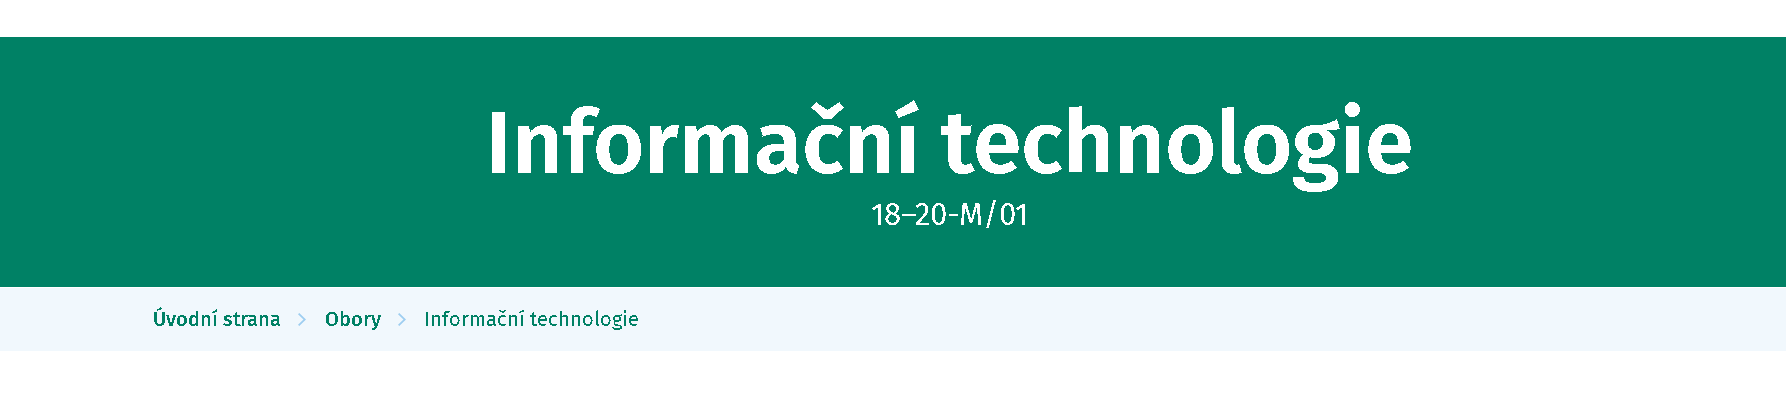 Informační technologie
18–20-M/01
Úvodní strana > Obory > Informační technologie